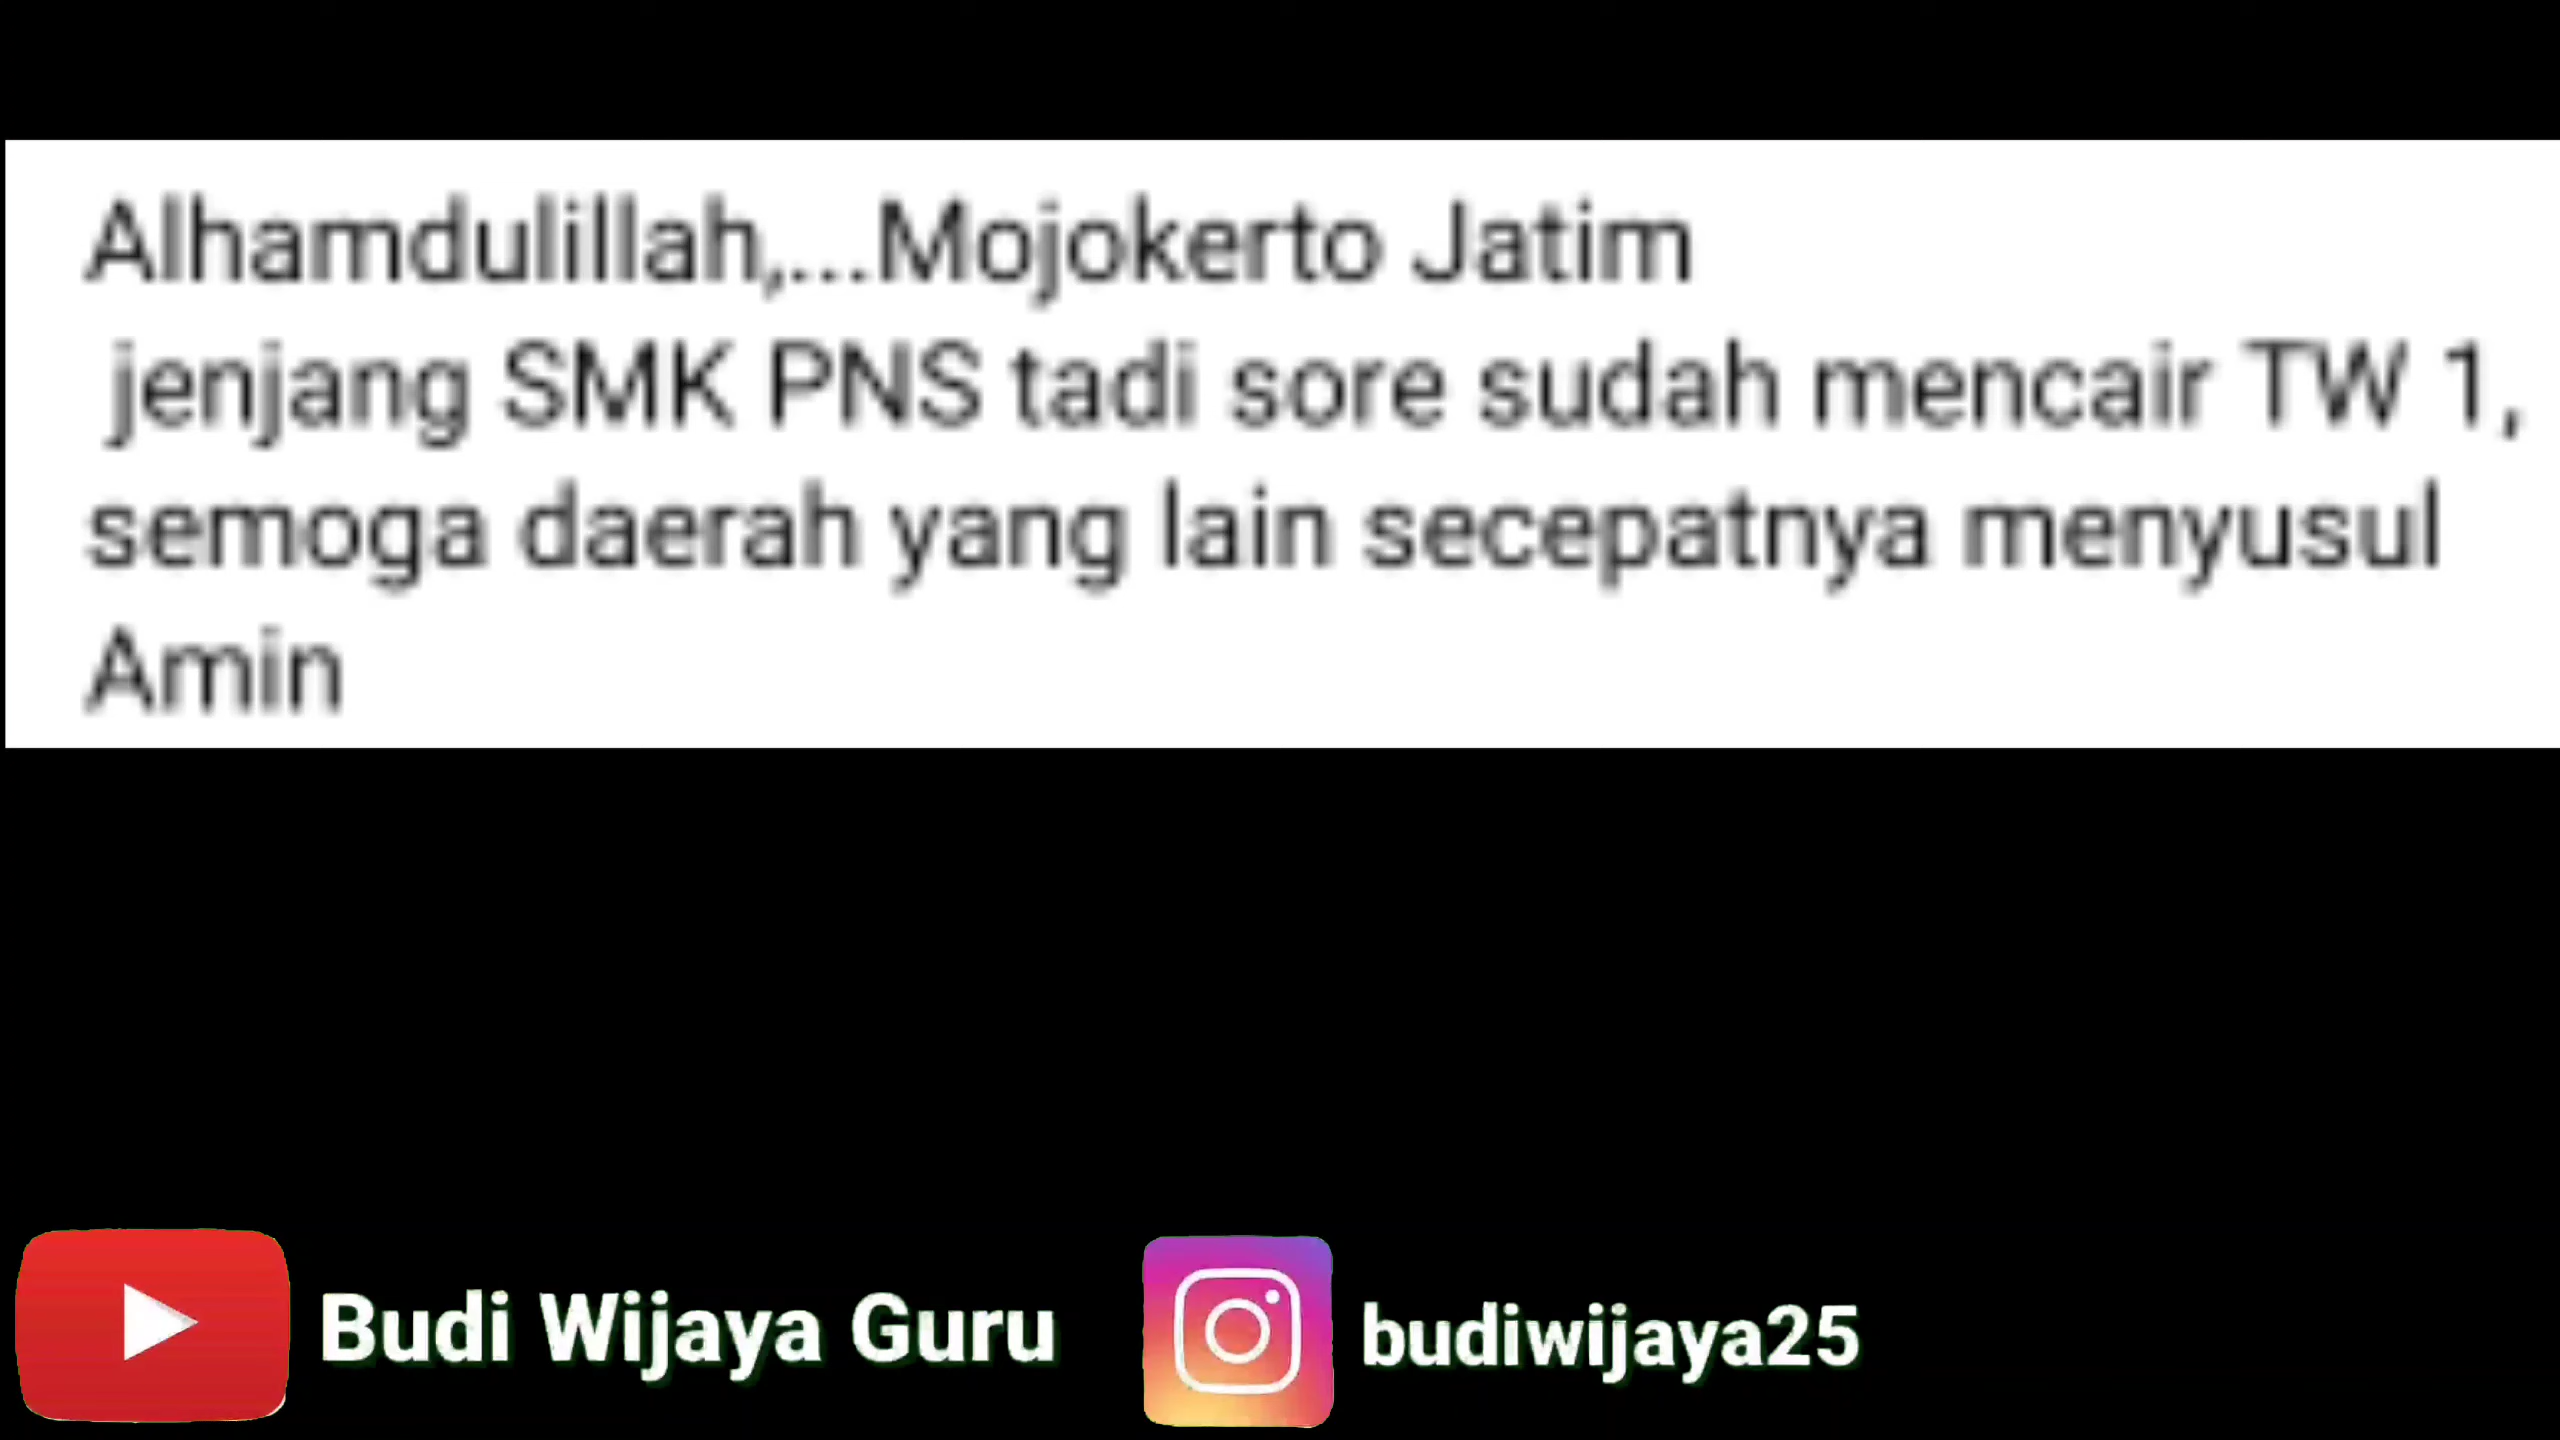 Alhamdulillah,...Mojokerto Jatim
jenjang SMK PNS tadi sore sudah mencair TW 1,
semoga daerah yang lain secepatnya menyusul
Amin
Budi Wijaya Guru
budiwijaya25